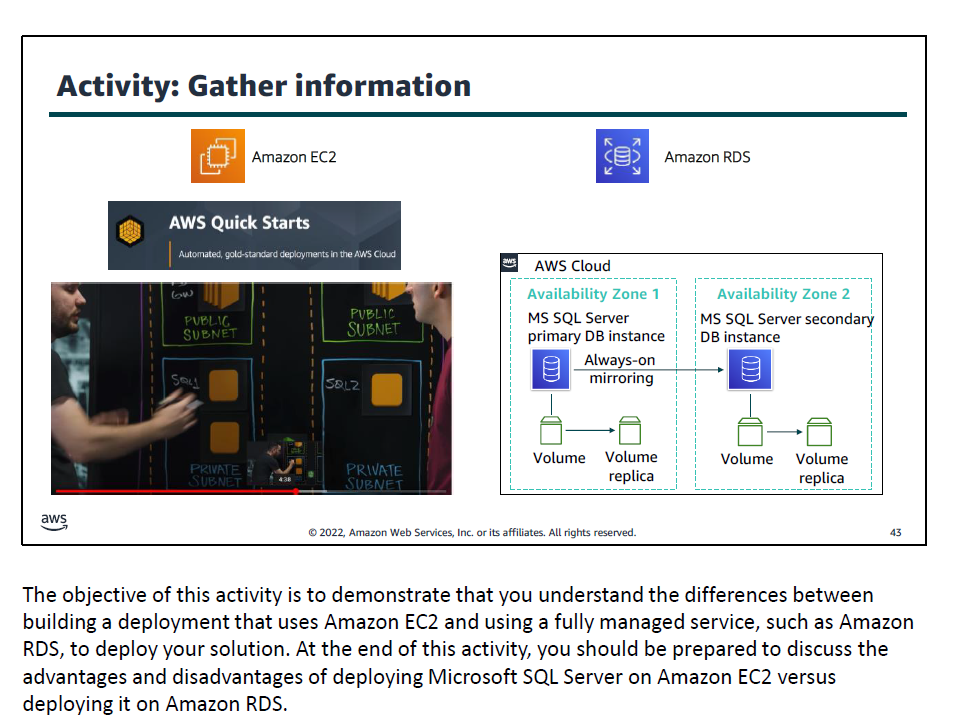 Activity: Gather information
Amazon EC2
Amazon RDS
AWS Quick Starts
Automated, gold-standard deployments in the AWS Cloud
PUBLIC
SUBNET
PUBLIC
SUBNET
SQL1
SQL2
PRIVATE
SUBNET
PRIVATE
SUBNET
4:38
aws
AWS Cloud
Availability Zone 1
MS SQL Server
primary DB instance
Always-on
mirroring
Volume
Volume
replica
Availability Zone 2
MS SQL Server secondary
DB instance
Volume
Volume
replica
aws
© 2022, Amazon Web Services, Inc. or its affiliates. All rights reserved.
43
The objective of this activity is to demonstrate that you understand the differences between
building a deployment that uses Amazon EC2 and using a fully managed service, such as Amazon
RDS, to deploy your solution. At the end of this activity, you should be prepared to discuss the
advantages and disadvantages of deploying Microsoft SQL Server on Amazon EC2 versus
deploying it on Amazon RDS.